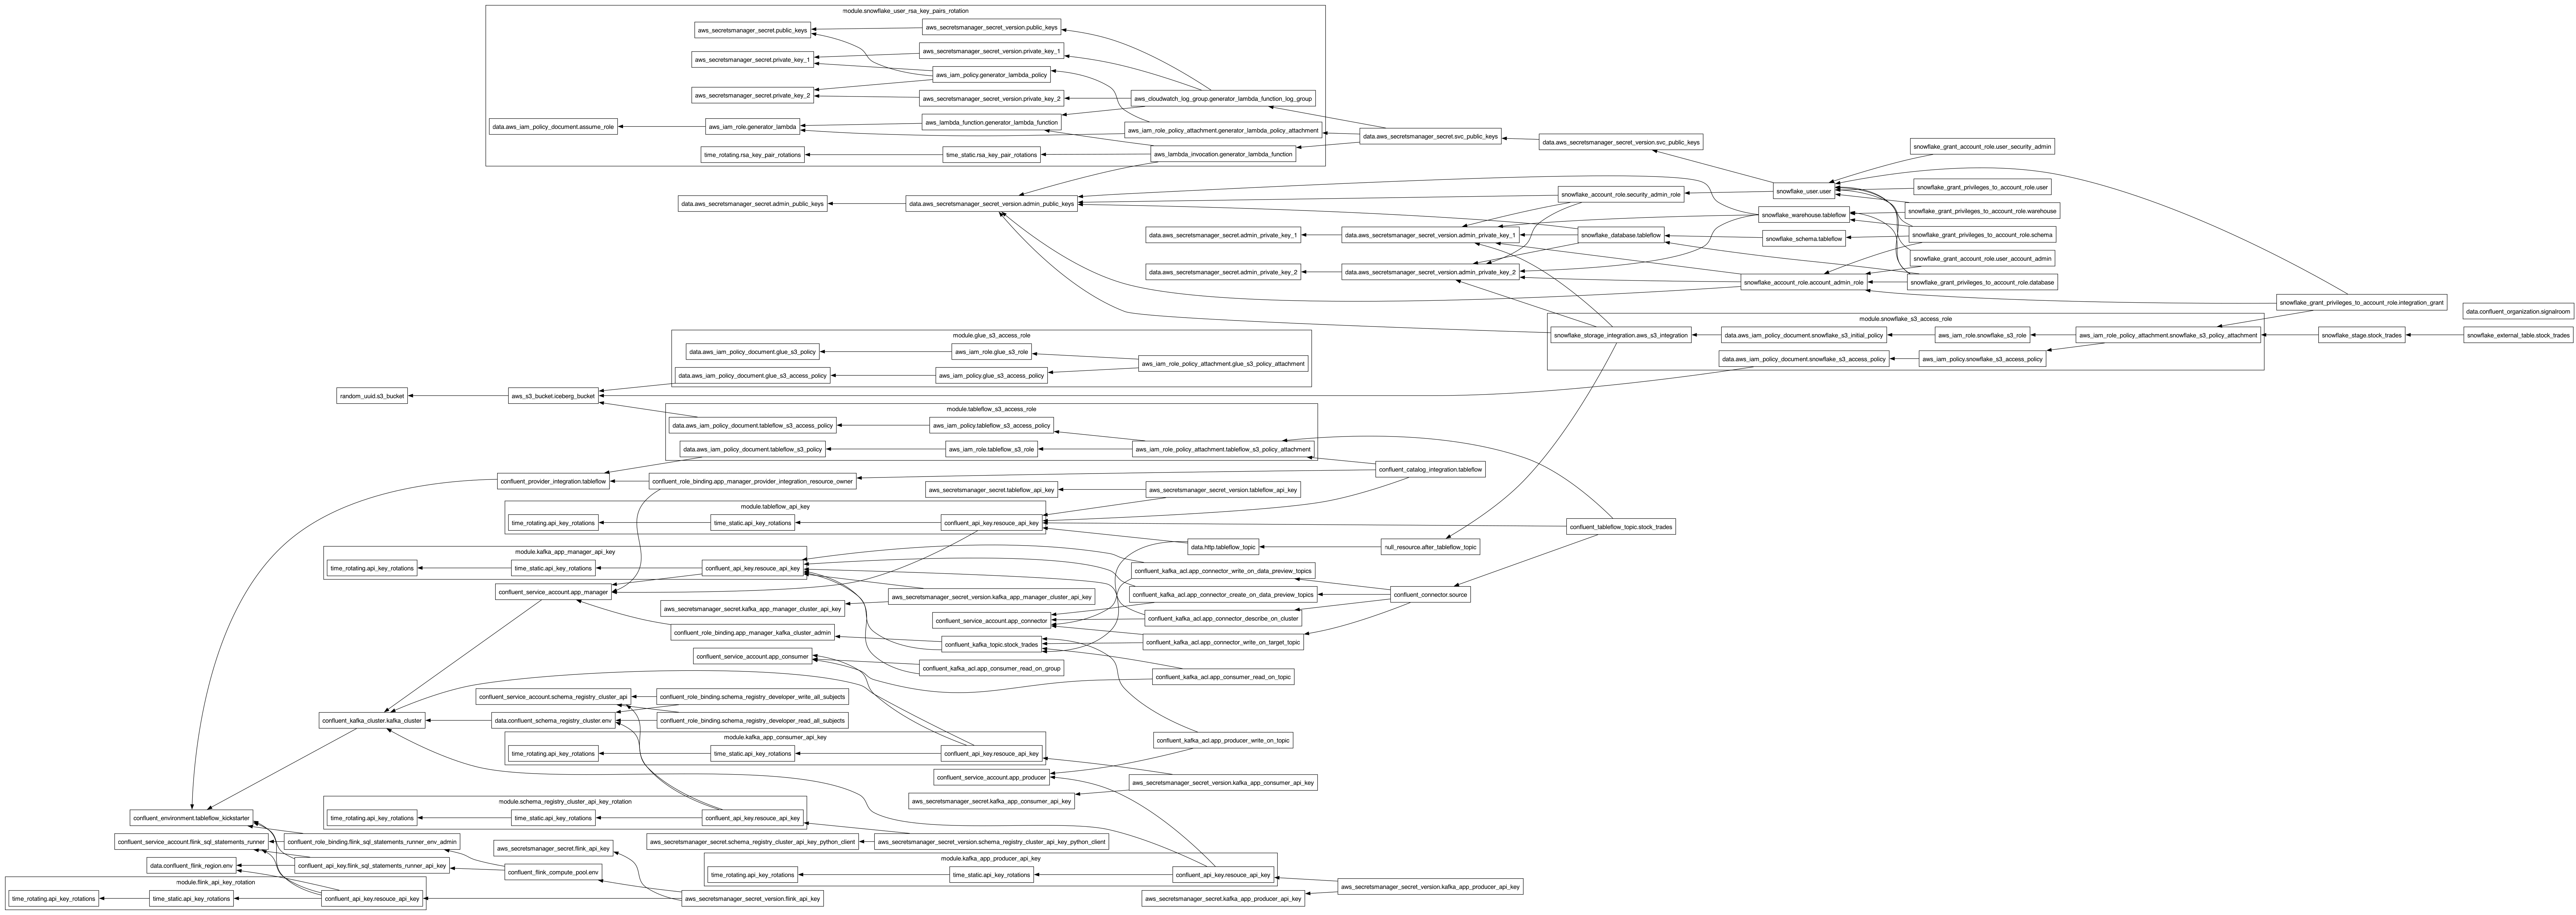 module.snowflake_user_rsa_key_pairs_rotation
aws_secretsmanager_secret.public_keys
aws_secretsmanager_secret_version.public_keys
aws_secretsmanager_secret.private_key_1
aws_secretsmanager_secret_version.private_key_1
aws_iam_policy.generator_lambda_policy
aws_secretsmanager_secret.private_key_2
aws_secretsmanager_secret_version.private_key_2
aws_cloudwatch_log_group.generator_lambda_function_log_group
data.aws_iam_policy_document.assume_role
aws_iam_role.generator_lambda
aws_lambda_function.generator_lambda_function
aws_iam_role_policy_attachment.generator_lambda_policy_attachment
data.aws_secretsmanager_secret.svc_public_keys
data.aws_secretsmanager_secret_version.svc_public_keys
snowflake_grant_account_role.user_security_admin
time_rotating.rsa_key_pair_rotations
time_static.rsa_key_pair_rotations
aws_lambda_invocation.generator_lambda_function
snowflake_account_role.security_admin_role
snowflake_user.user
snowflake_grant_privileges_to_account_role.user
data.aws_secretsmanager_secret.admin_public_keys
data.aws_secretsmanager_secret_version.admin_public_keys
snowflake_warehouse.tableflow
snowflake_grant_privileges_to_account_role.warehouse
data.aws_secretsmanager_secret.admin_private_key_1
data.aws_secretsmanager_secret_version.admin_private_key_1
snowflake_database.tableflow
snowflake_schema.tableflow
snowflake_grant_privileges_to_account_role.schema
snowflake_grant_account_role.user_account_admin
data.aws_secretsmanager_secret.admin_private_key_2
data.aws_secretsmanager_secret_version.admin_private_key_2
snowflake_account_role.account_admin_role
snowflake_grant_privileges_to_account_role.database
snowflake_grant_privileges_to_account_role.integration_grant
data.confluent_organization.signalroom
module.snowflake_s3_access_role
snowflake_storage_integration.aws_s3_integration
data.aws_iam_policy_document.snowflake_s3_initial_policy
aws_iam_role.snowflake_s3_role
aws_iam_role_policy_attachment.snowflake_s3_policy_attachment
snowflake_stage.stock_trades
snowflake_external_table.stock_trades
data.aws_iam_policy_document.snowflake_s3_access_policy
aws_iam_policy.snowflake_s3_access_policy
module.glue_s3_access_role
data.aws_iam_policy_document.glue_s3_policy
aws_iam_role.glue_s3_role
aws_iam_role_policy_attachment.glue_s3_policy_attachment
data.aws_iam_policy_document.glue_s3_access_policy
aws_iam_policy.glue_s3_access_policy
random_uuid.s3_bucket
aws_s3_bucket.iceberg_bucket
module.tableflow_s3_access_role
data.aws_iam_policy_document.tableflow_s3_access_policy
aws_iam_policy.tableflow_s3_access_policy
data.aws_iam_policy_document.tableflow_s3_policy
aws_iam_role.tableflow_s3_role
aws_iam_role_policy_attachment.tableflow_s3_policy_attachment
confluent_catalog_integration.tableflow
confluent_provider_integration.tableflow
confluent_role_binding.app_manager_provider_integration_resource_owner
aws_secretsmanager_secret.tableflow_api_key
aws_secretsmanager_secret_version.tableflow_api_key
module.tableflow_api_key
time_rotating.api_key_rotations
time_static.api_key_rotations
confluent_api_key.resouce_api_key
confluent_tableflow_topic.stock_trades
data.http.tableflow_topic
null_resource.after_tableflow_topic
module.kafka_app_manager_api_key
time_rotating.api_key_rotations
time_static.api_key_rotations
confluent_api_key.resouce_api_key
confluent_kafka_acl.app_connector_write_on_data_preview_topics
confluent_service_account.app_manager
aws_secretsmanager_secret_version.kafka_app_manager_cluster_api_key
confluent_kafka_acl.app_connector_create_on_data_preview_topics
confluent_connector.source
aws_secretsmanager_secret.kafka_app_manager_cluster_api_key
confluent_service_account.app_connector
confluent_kafka_acl.app_connector_describe_on_cluster
confluent_role_binding.app_manager_kafka_cluster_admin
confluent_kafka_topic.stock_trades
confluent_kafka_acl.app_connector_write_on_target_topic
confluent_service_account.app_consumer
confluent_kafka_acl.app_consumer_read_on_group
confluent_kafka_acl.app_consumer_read_on_topic
confluent_service_account.schema_registry_cluster_api
confluent_role_binding.schema_registry_developer_write_all_subjects
confluent_kafka_cluster.kafka_cluster
data.confluent_schema_registry_cluster.env
confluent_role_binding.schema_registry_developer_read_all_subjects
module.kafka_app_consumer_api_key
time_rotating.api_key_rotations
time_static.api_key_rotations
confluent_api_key.resouce_api_key
confluent_kafka_acl.app_producer_write_on_topic
confluent_service_account.app_producer
aws_secretsmanager_secret_version.kafka_app_consumer_api_key
aws_secretsmanager_secret.kafka_app_consumer_api_key
module.schema_registry_cluster_api_key_rotation
confluent_environment.tableflow_kickstarter
time_rotating.api_key_rotations
time_static.api_key_rotations
confluent_api_key.resouce_api_key
confluent_service_account.flink_sql_statements_runner
confluent_role_binding.flink_sql_statements_runner_env_admin
aws_secretsmanager_secret.flink_api_key
aws_secretsmanager_secret.schema_registry_cluster_api_key_python_client
aws_secretsmanager_secret_version.schema_registry_cluster_api_key_python_client
data.confluent_flink_region.env
confluent_api_key.flink_sql_statements_runner_api_key
confluent_flink_compute_pool.env
module.kafka_app_producer_api_key
time_rotating.api_key_rotations
time_static.api_key_rotations
confluent_api_key.resouce_api_key
module.flink_api_key_rotation
time_rotating.api_key_rotations
time_static.api_key_rotations
confluent_api_key.resouce_api_key
aws_secretsmanager_secret_version.flink_api_key
aws_secretsmanager_secret.kafka_app_producer_api_key
aws_secretsmanager_secret_version.kafka_app_producer_api_key